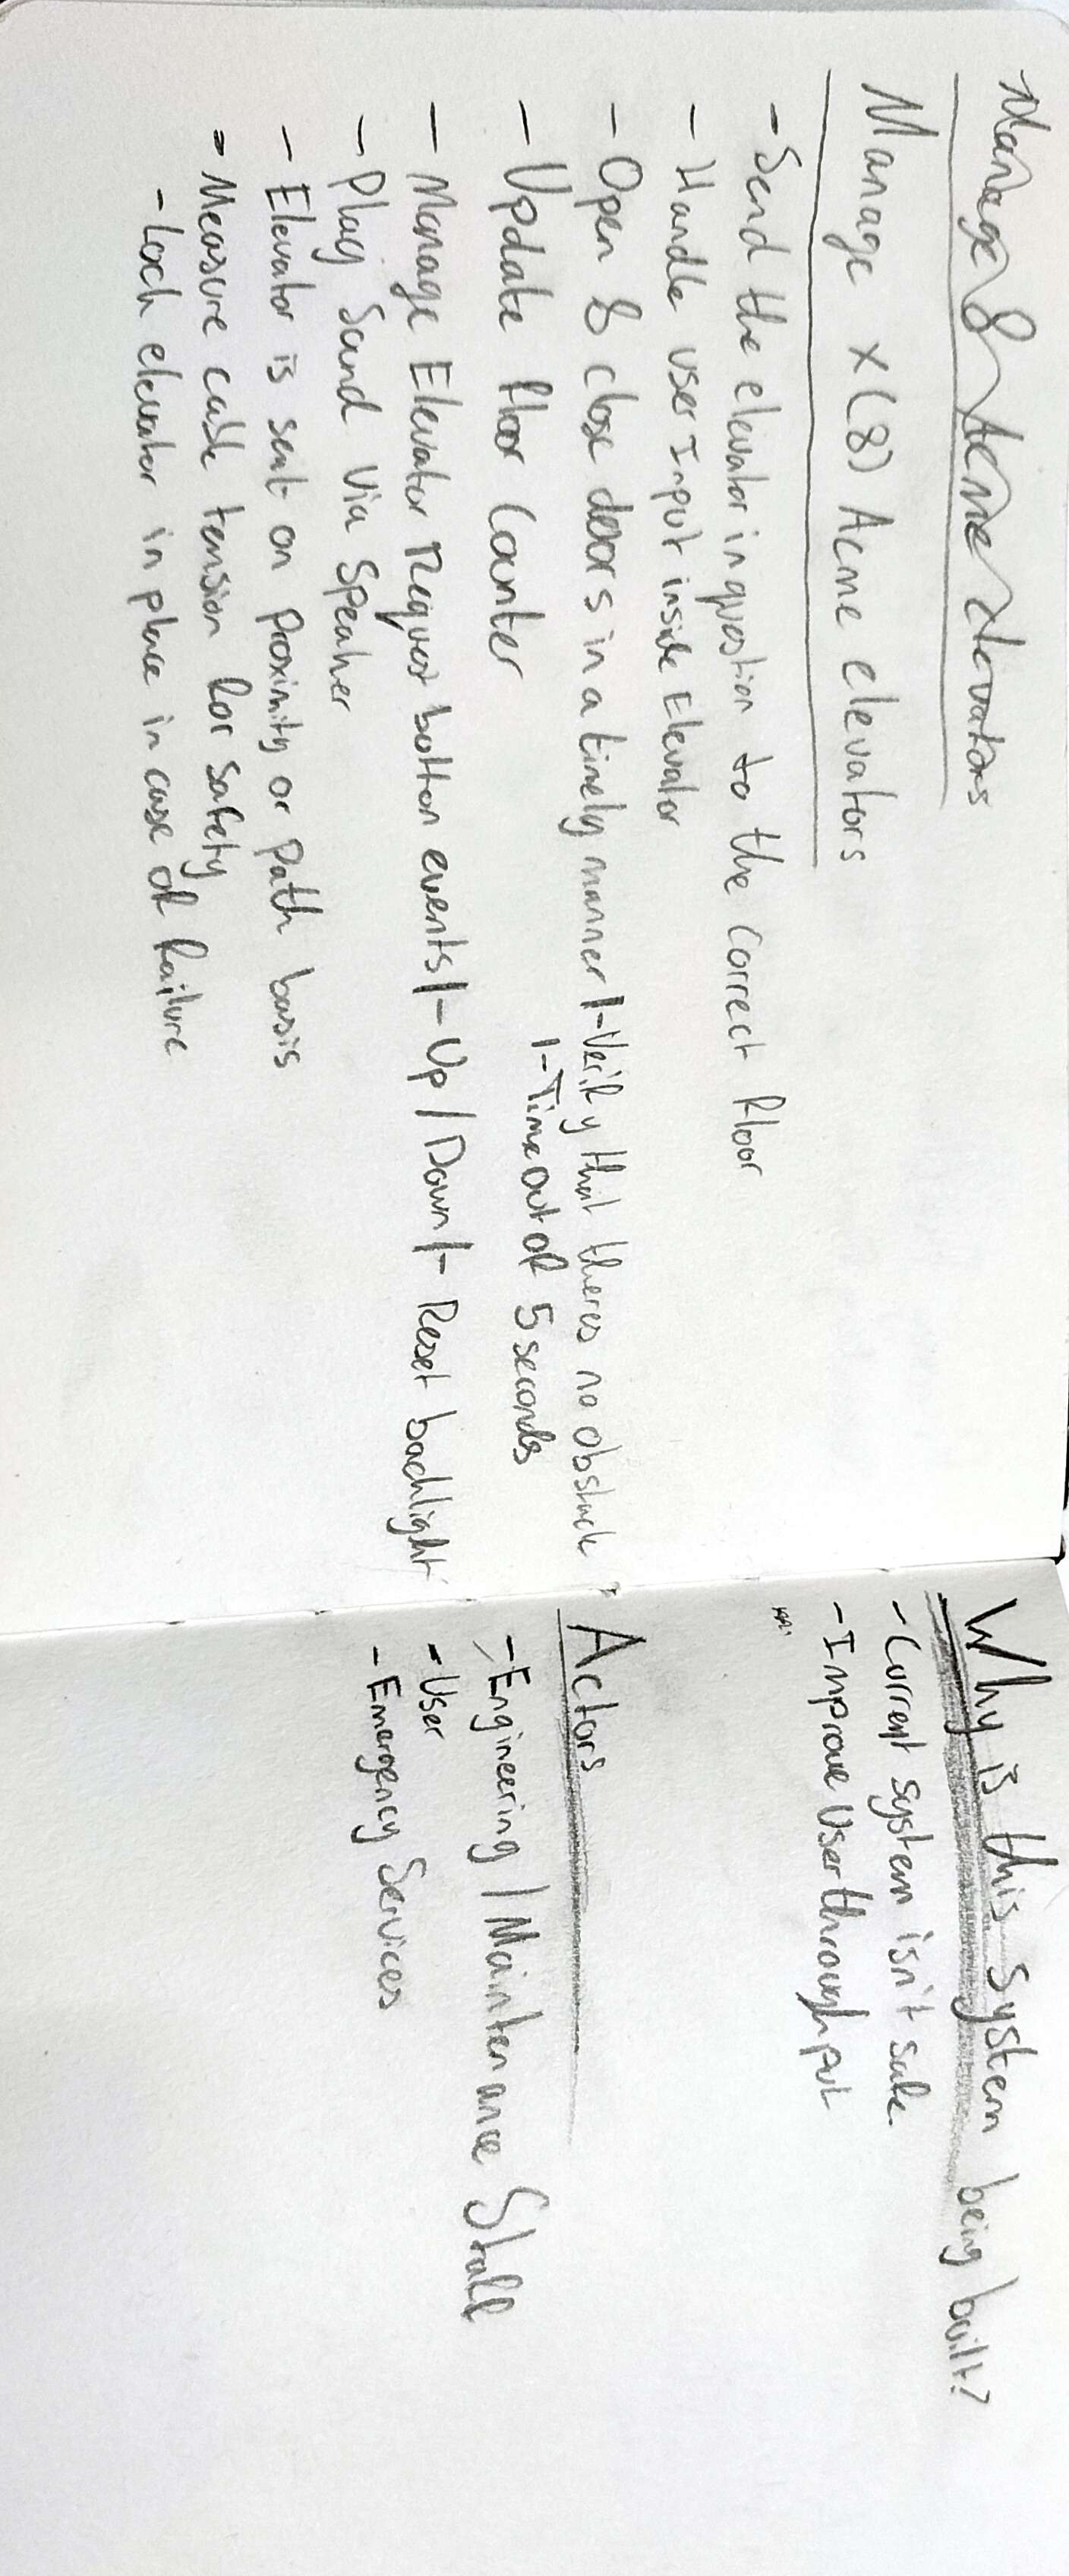 Manage 8 Acme elevators
Manage x(8) Acme elevators
- Send the elevator in question to the correct floor
- Handle user Input inside Elevator
- Open & close doors in a timely manner |- Verify that theres no obstacle
|- Time out of 5 seconds
- Update floor Counter
- Manage Elevator Request button events |- Up / Down |- Reset backlight
- Play Sound Via Speaker
- Elevator is sent on proximity or path basis
- Measure cable tension for safety
- Lock elevator in place in case of failure
Why is this system being built?
- Current system isn't safe.
- Improve User throughput
Actors
- Engineering / Maintenance Staff
- User
- Emergency Services